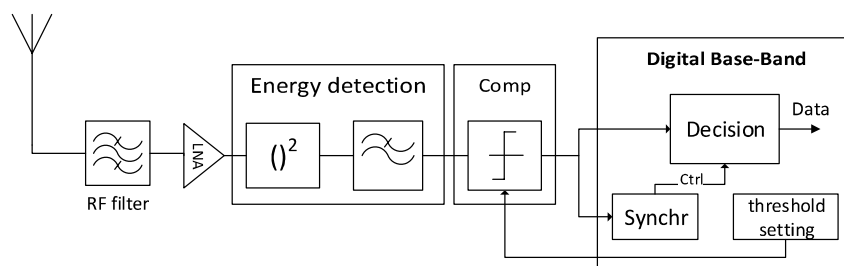 Digital Base-Band
Energy detection
Comp
RF filter
LNA
()²
Decision
Data
Ctrl
Synchr
threshold
setting